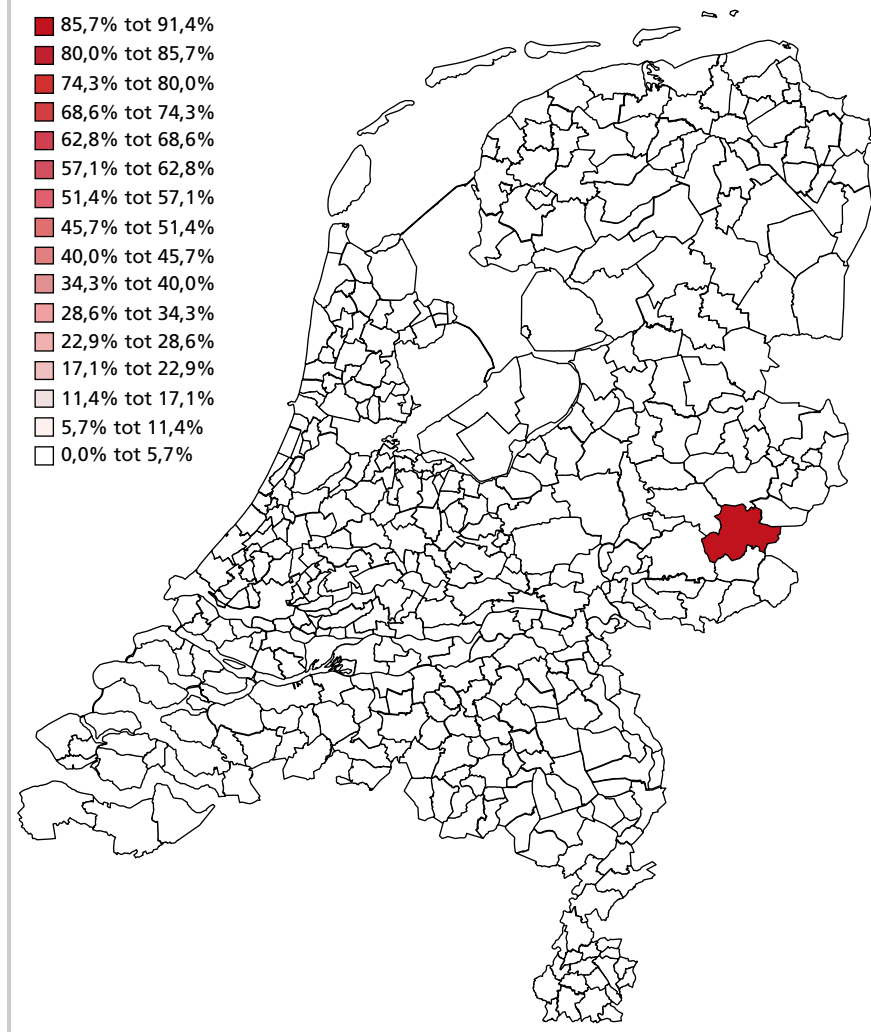 85,7% tot 91,4%
80,0% tot 85,7%
74,3% tot 80,0%
68,6% tot 74,3%
62,8% tot 68,6%
57,1% tot 62,8%
51,4% tot 57,1%
45,7% tot 51,4%
40,0% tot 45,7%
34,3% tot 40,0%
28,6% tot 34,3%
22,9% tot 28,6%
17,1% tot 22,9%
11,4% tot 17,1%
5,7% tot 11,4%
0,0% tot 5,7%